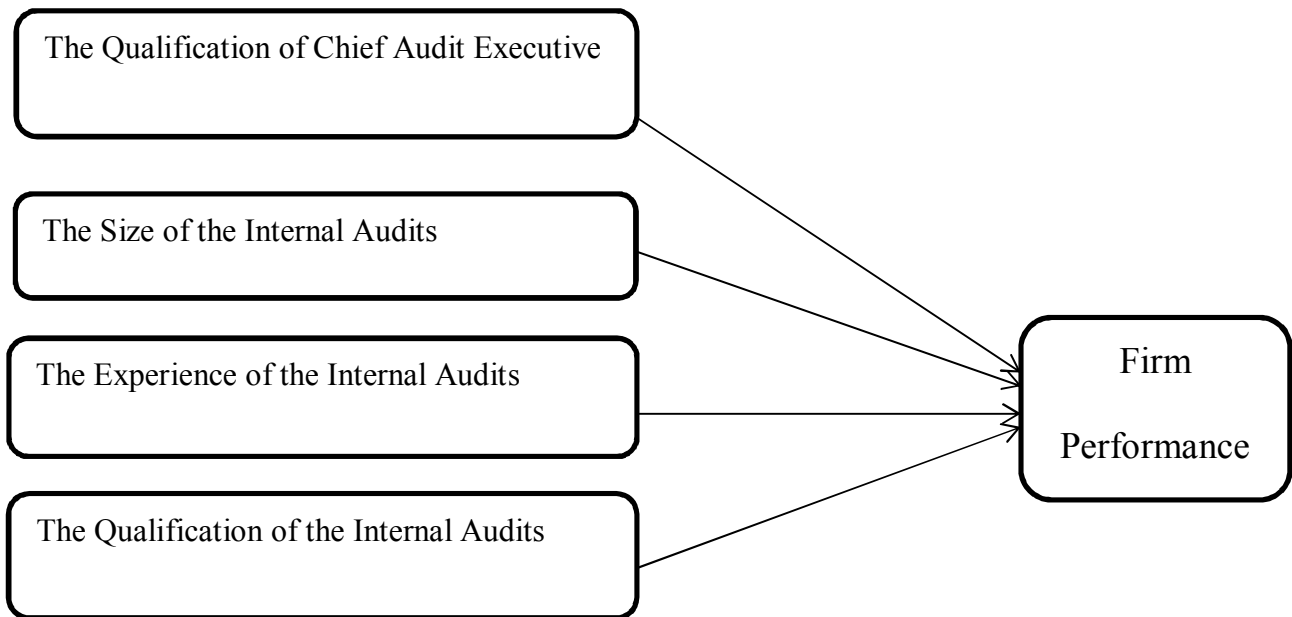 The Qualification of Chief Audit Executive
The Size of the Internal Audits
The Experience of the Internal Audits
The Qualification of the Internal Audits
Firm
Performance